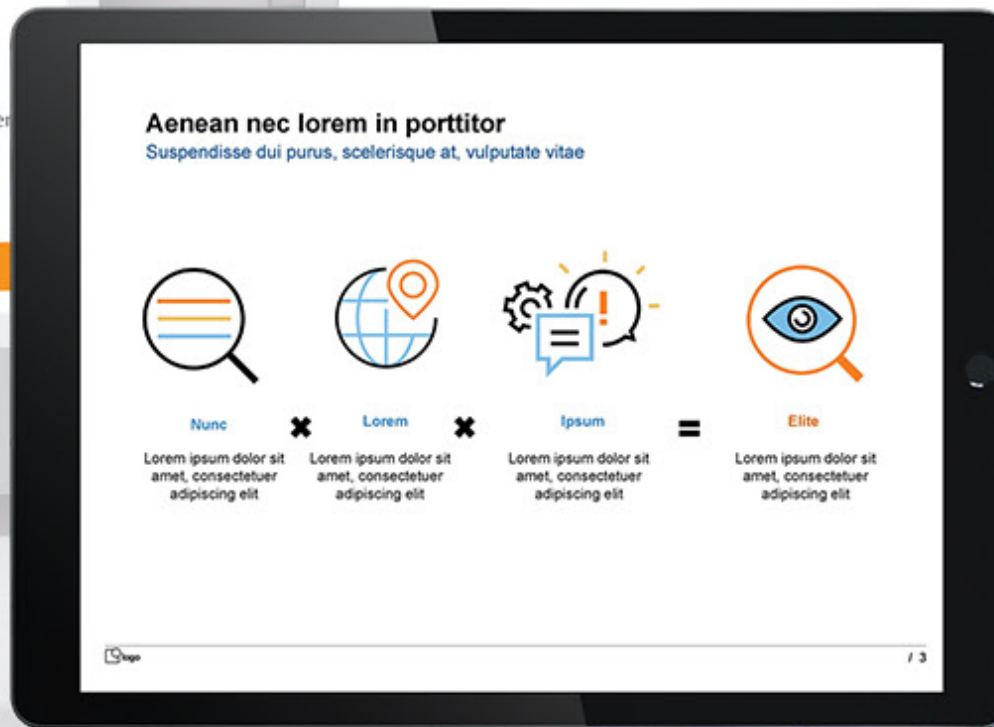 Aenean nec lorem in porttitor
Suspendisse dui purus, scelerisque at, vulputate vitae
Nunc ✖ Lorem ✖ Ipsum = Elite
Lorem ipsum dolor sit
amet, consectetuer
adipiscing elit
Lorem ipsum dolor sit
amet, consectetuer
adipiscing elit
Lorem ipsum dolor sit
amet, consectetuer
adipiscing elit
Lorem ipsum dolor sit
amet, consectetuer
adipiscing elit
logo
/ 3